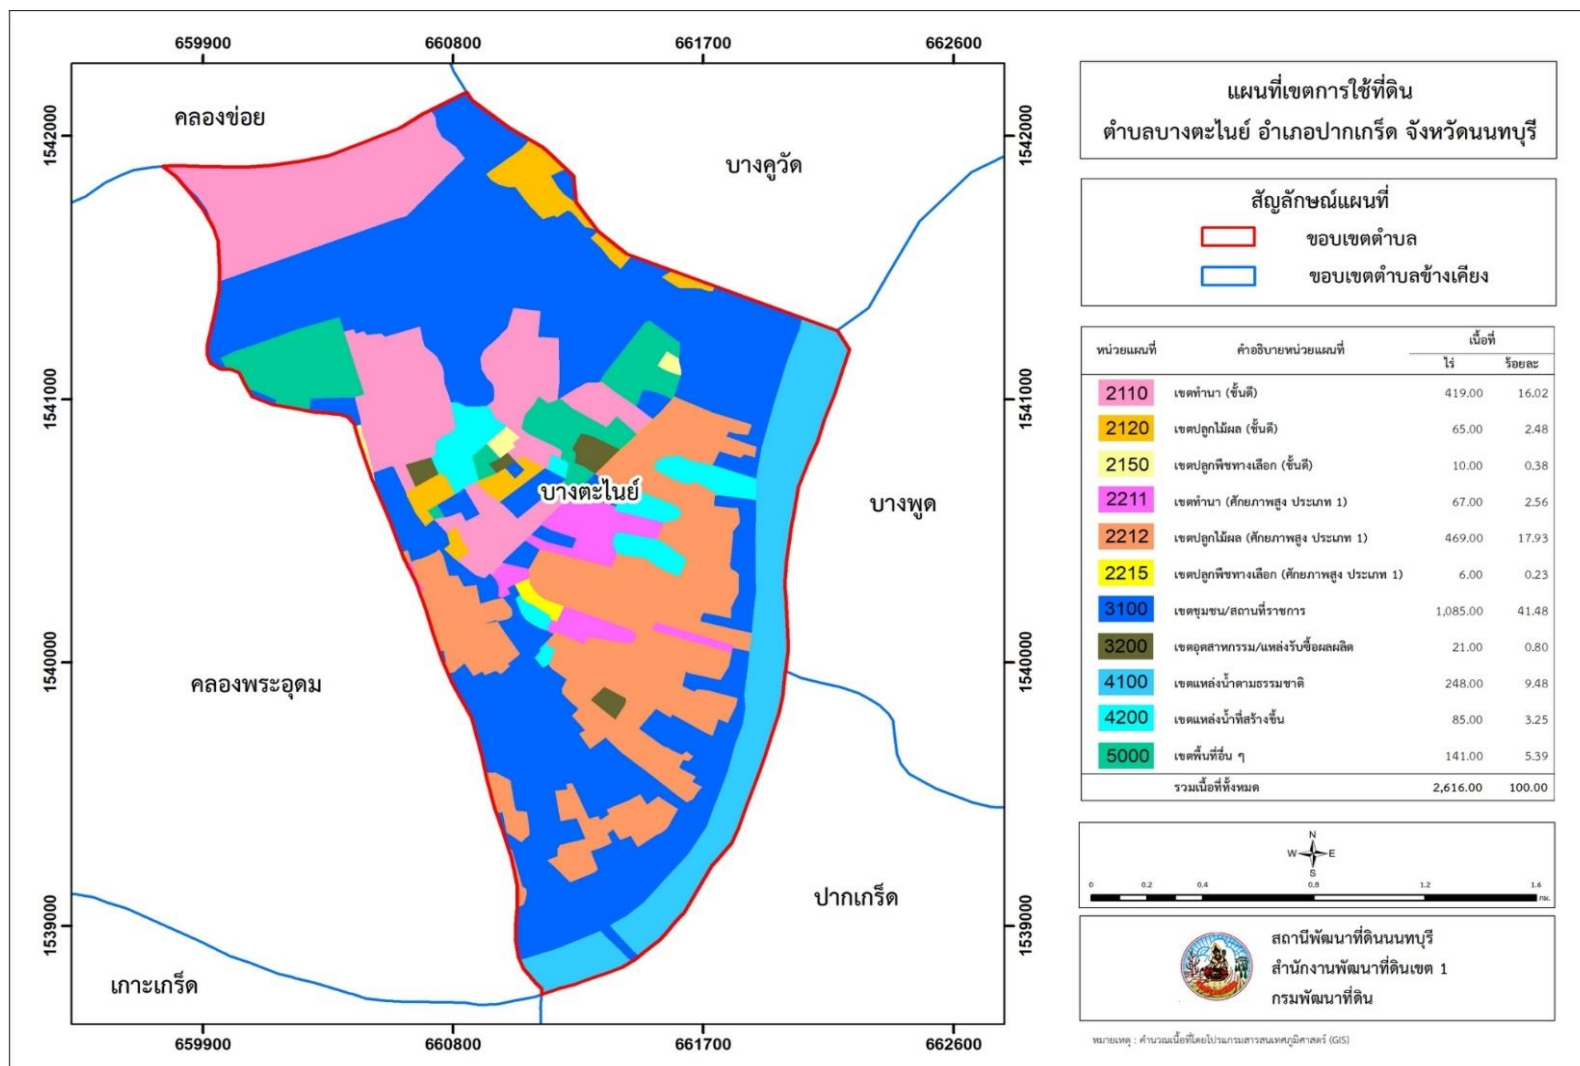 659900 660800 661700 662600
1542000 1542000
1541000 1541000
1540000 1540000
1539000 1539000
คลองข่อย
บางคูวัด
บางตะไนย์
บางพูด
คลองพระอุดม
ปากเกร็ด
เกาะเกร็ด
659900 660800 661700 662600
แผนที่เขตการใช้ที่ดิน
ตำบลบางตะไนย์ อำเภอปากเกร็ด จังหวัดนนทบุรี
สัญลักษณ์แผนที่
ขอบเขตตำบล
ขอบเขตตำบลข้างเคียง
หน่วยแผนที่ คำอธิบายหน่วยแผนที่ เนื้อที่
ไร่ ร้อยละ
2110 เขตทำนา (ชั้นดี) 419.00 16.02
2120 เขตปลูกไม้ผล (ชั้นดี) 65.00 2.48
2150 เขตปลูกพืชทางเลือก (ชั้นดี) 10.00 0.38
2211 เขตทำนา (ศักยภาพสูง ประเภท 1) 67.00 2.56
2212 เขตปลูกไม้ผล (ศักยภาพสูง ประเภท 1) 469.00 17.93
2215 เขตปลูกพืชทางเลือก (ศักยภาพสูง ประเภท 1) 6.00 0.23
3100 เขตชุมชน/สถานที่ราชการ 1,085.00 41.48
3200 เขตอุตสาหกรรม/แหล่งรับซื้อผลผลิต 21.00 0.80
4100 เขตแหล่งน้ำตามธรรมชาติ 248.00 9.48
4200 เขตแหล่งน้ำที่สร้างขึ้น 85.00 3.25
5000 เขตพื้นที่อื่น ๆ 141.00 5.39
รวมเนื้อที่ทั้งหมด 2,616.00 100.00
N
W E
S
0 0.2 0.4 0.8 1.2 1.6
กม.
สถานีพัฒนาที่ดินนนทบุรี
สำนักงานพัฒนาที่ดินเขต 1
กรมพัฒนาที่ดิน
หมายเหตุ : คำนวณเนื้อที่โดยโปรแกรมสารสนเทศภูมิศาสตร์ (GIS)